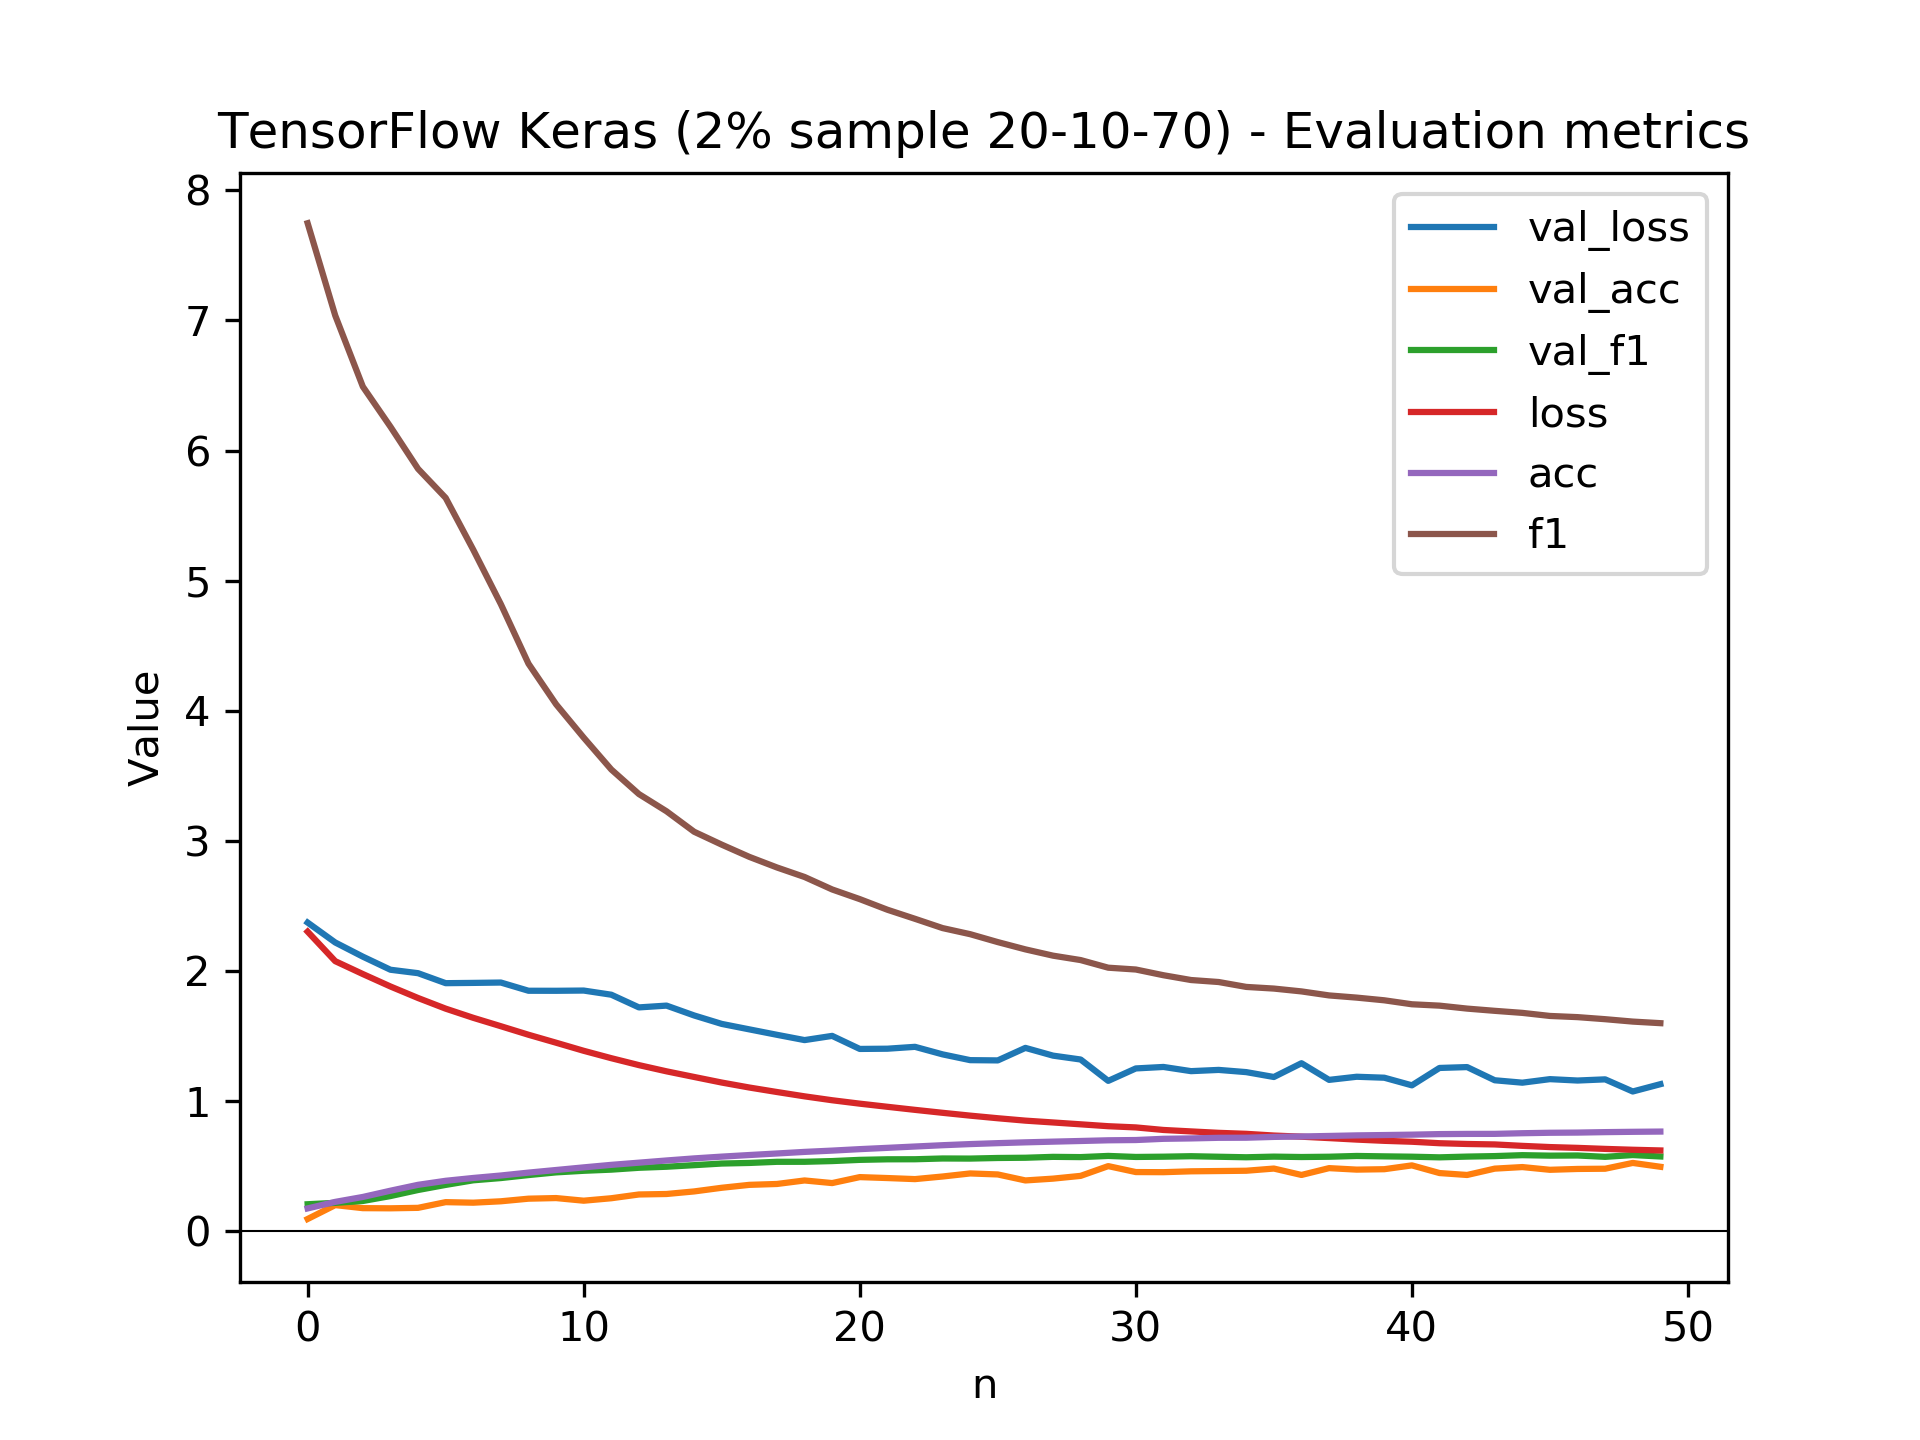 TensorFlow Keras (2% sample 20-10-70) - Evaluation metrics
val_loss
val_acc
val_f1
loss
acc
f1
Value
8
7
6
5
4
3
2
1
0
0 10 20 30 40 50
n